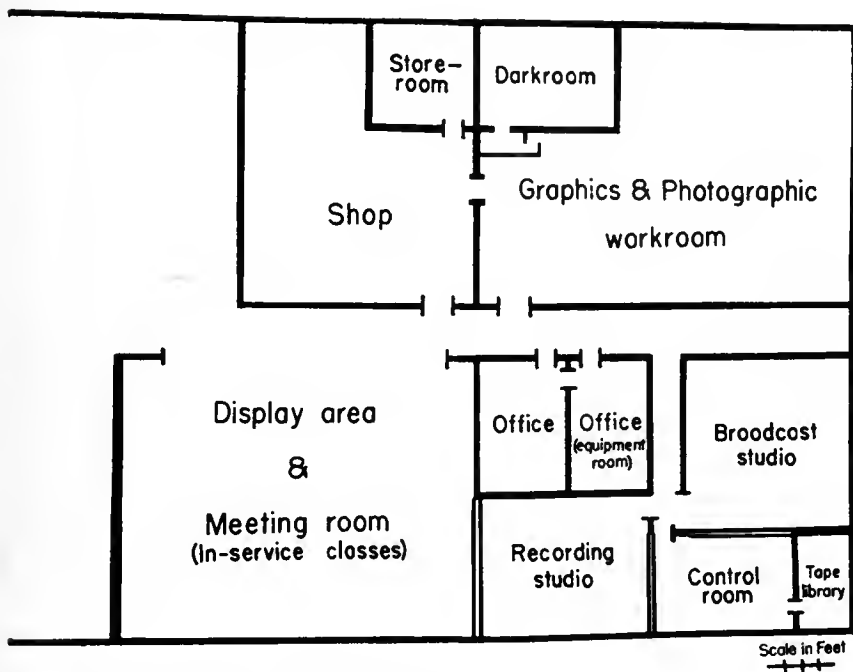 Store-
room
Darkroom
Shop
Graphics & Photographic
workroom
Display area
&
Meeting room
(In-service closses)
Office
Office
(equipment
room)
Broodcost
studio
Recording
studio
Control
room
Tape
library
Scale in Feet